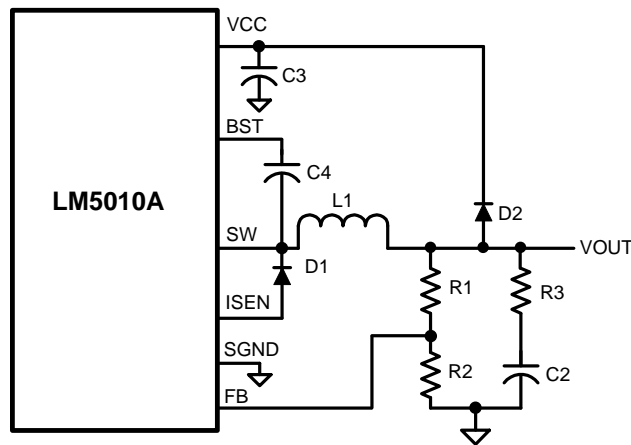 VCC
C3
BST
C4
LM5010A
L1
D2
SW
VOUT
D1
R1
R3
ISEN
SGND
R2
C2
FB